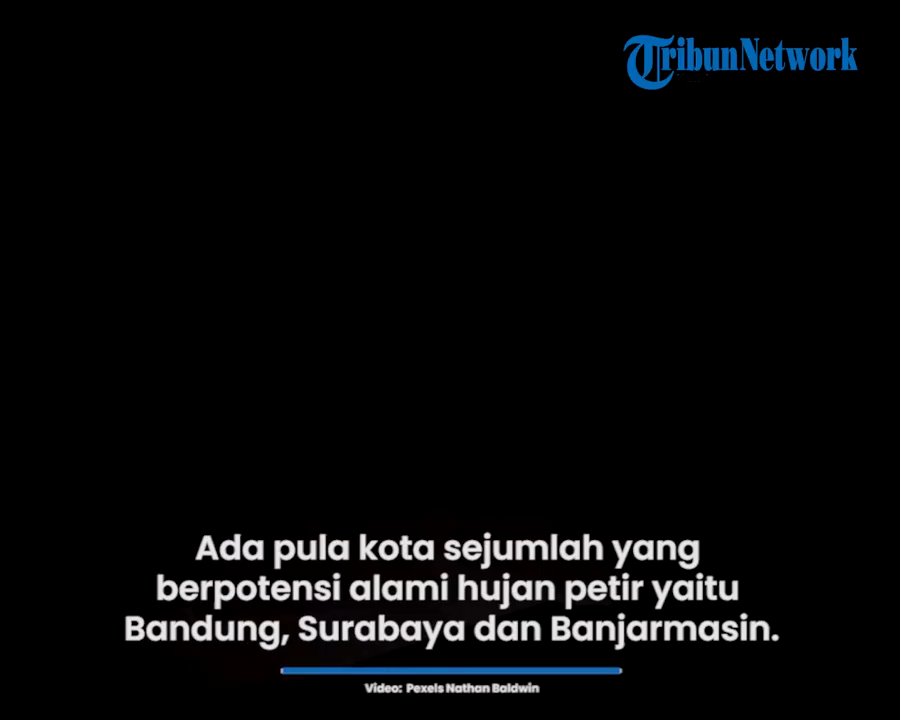 TribunNetwork
Ada pula kota sejumlah yang
berpotensi alami hujan petir yaitu
Bandung, Surabaya dan Banjarmasin.
Video: Pexels Nathan Baldwin